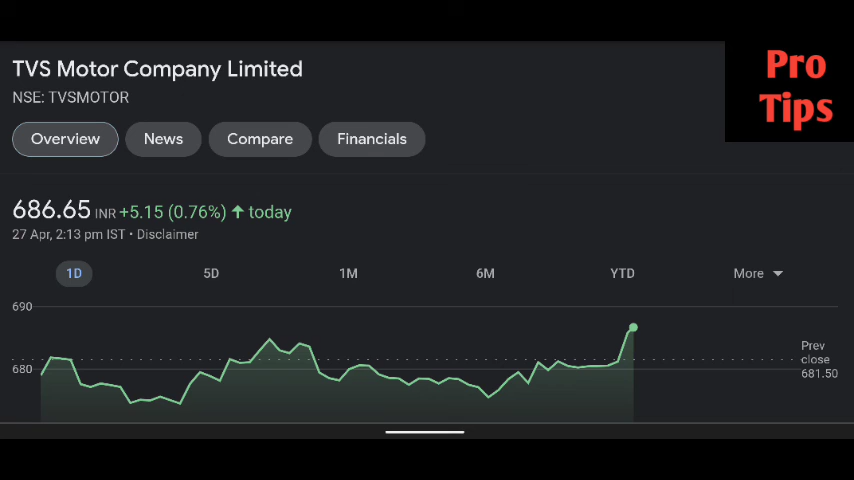 TVS Motor Company Limited
NSE: TVSMOTOR
Pro
Tips
Overview
News
Compare
Financials
686.65 INR +5.15 (0.76%) ↑ today
27 Apr, 2:13 pm IST • Disclaimer
1D
5D
1M
6M
YTD
More
690
680
Prev
close
681.50